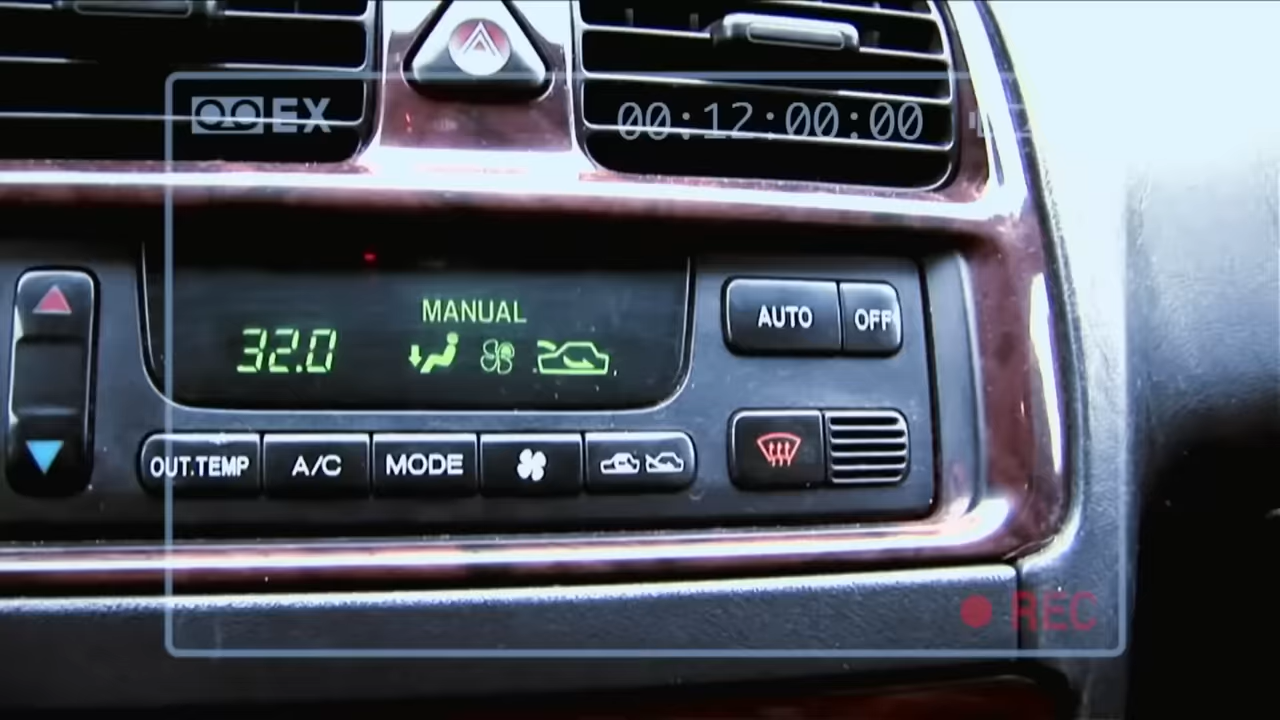 EX
00:12:00:00
MANUAL
32.0
AUTO
OFF
OUT.TEMP
A/C
MODE
REC